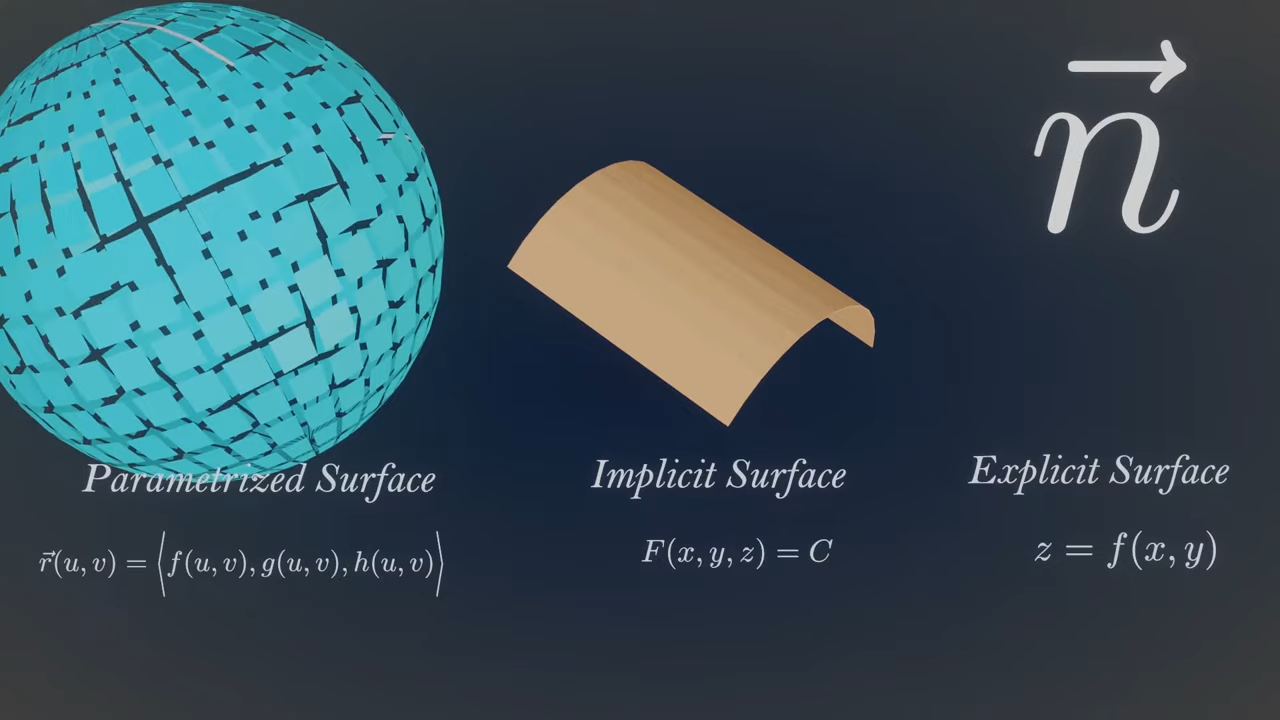 n⃗
Parametrized Surface
Implicit Surface
Explicit Surface
r⃗(u, v) = ⟨f(u, v), g(u, v), h(u, v)⟩
F(x, y, z) = C
z = f(x, y)